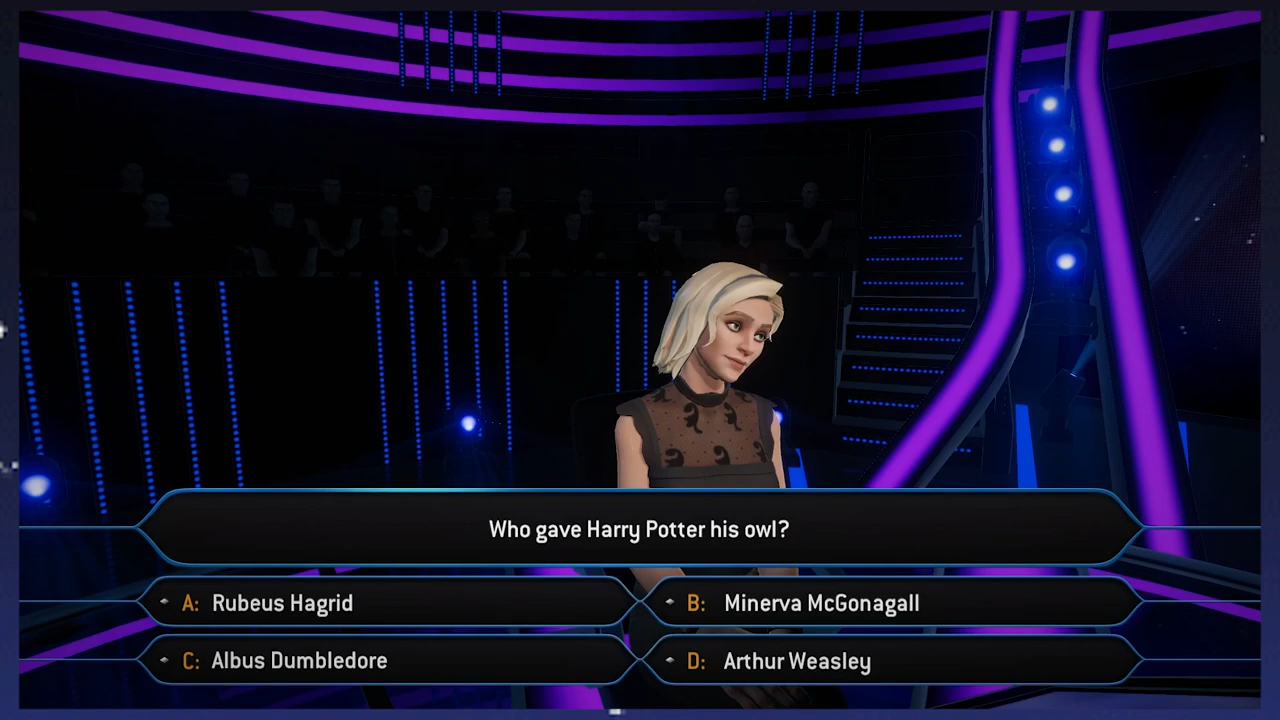 Who gave Harry Potter his owl?
A: Rubeus Hagrid
B: Minerva McGonagall
C: Albus Dumbledore
D: Arthur Weasley